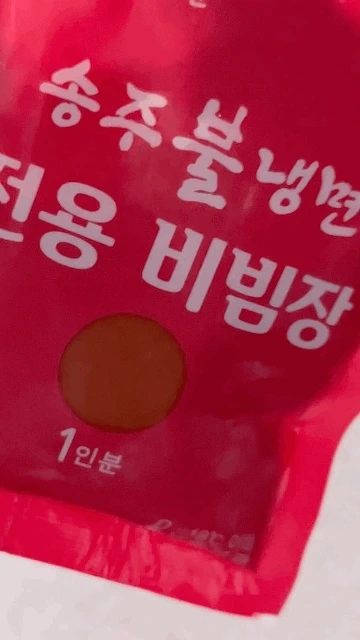 송주 불냉면
전용 비빔장
1인분